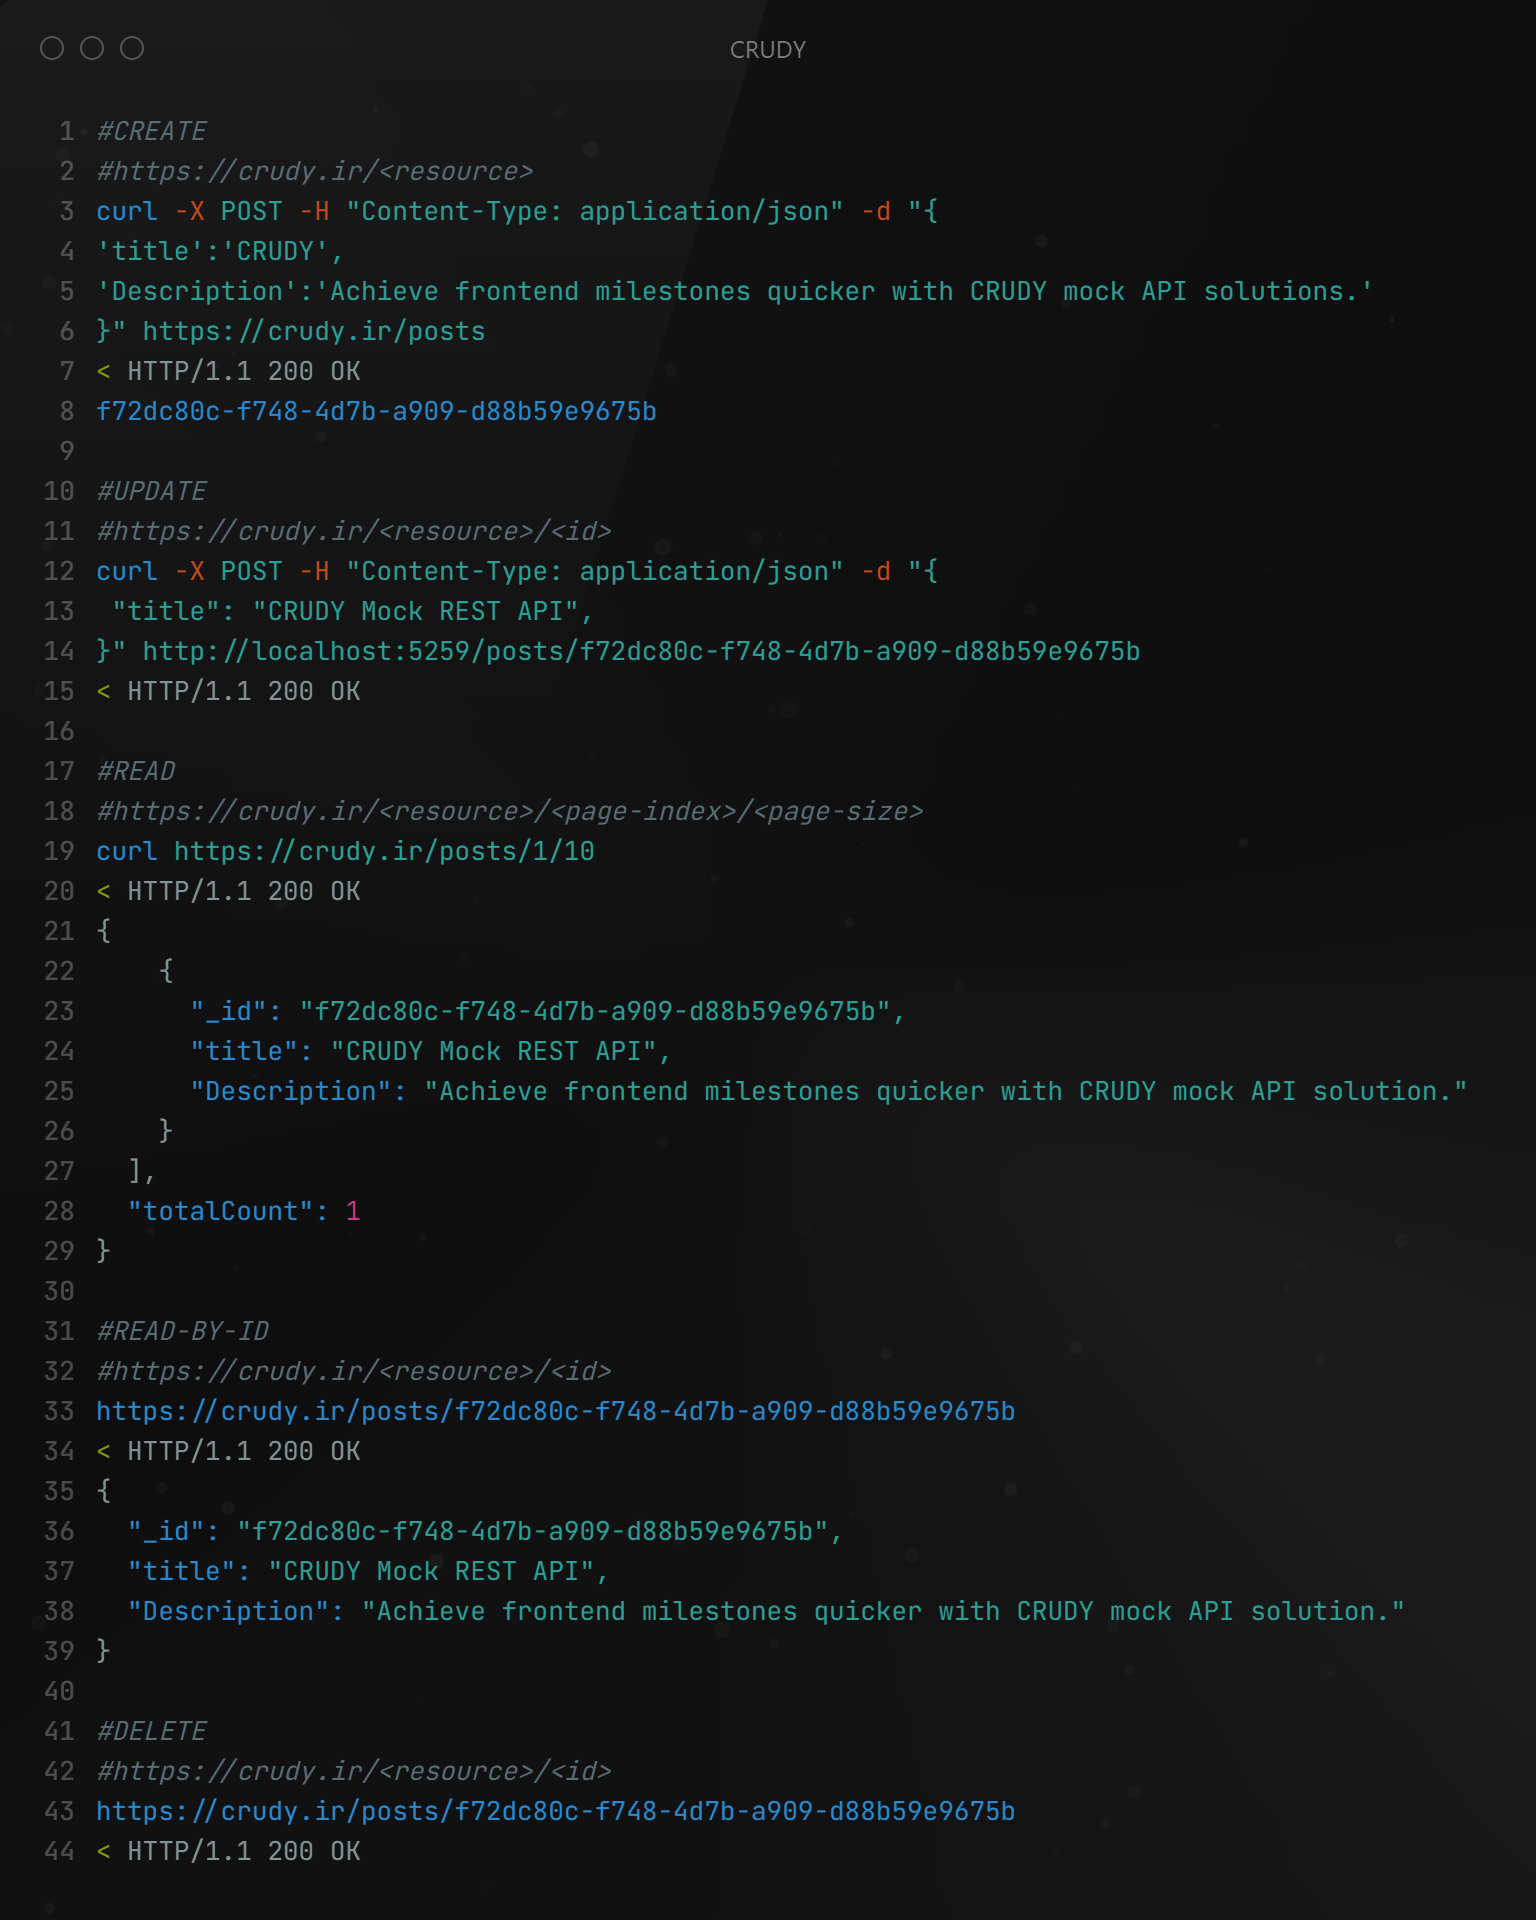 CRUDY
1 #CREATE
2 #https://crudy.ir/<resource>
3 curl -X POST -H "Content-Type: application/json" -d "{
4 'title':'CRUDY',
5 'Description':'Achieve frontend milestones quicker with CRUDY mock API solutions.'
6 }" https://crudy.ir/posts
7 < HTTP/1.1 200 OK
8 f72dc80c-f748-4d7b-a909-d88b59e9675b
9
10 #UPDATE
11 #https://crudy.ir/<resource>/<id>
12 curl -X POST -H "Content-Type: application/json" -d "{
13  "title": "CRUDY Mock REST API",
14 }" http://localhost:5259/posts/f72dc80c-f748-4d7b-a909-d88b59e9675b
15 < HTTP/1.1 200 OK
16
17 #READ
18 #https://crudy.ir/<resource>/<page-index>/<page-size>
19 curl https://crudy.ir/posts/1/10
20 < HTTP/1.1 200 OK
21 {
22     {
23       "_id": "f72dc80c-f748-4d7b-a909-d88b59e9675b",
24       "title": "CRUDY Mock REST API",
25       "Description": "Achieve frontend milestones quicker with CRUDY mock API solution."
26     }
27   ],
28   "totalCount": 1
29 }
30
31 #READ-BY-ID
32 #https://crudy.ir/<resource>/<id>
33 https://crudy.ir/posts/f72dc80c-f748-4d7b-a909-d88b59e9675b
34 < HTTP/1.1 200 OK
35 {
36   "_id": "f72dc80c-f748-4d7b-a909-d88b59e9675b",
37   "title": "CRUDY Mock REST API",
38   "Description": "Achieve frontend milestones quicker with CRUDY mock API solution."
39 }
40
41 #DELETE
42 #https://crudy.ir/<resource>/<id>
43 https://crudy.ir/posts/f72dc80c-f748-4d7b-a909-d88b59e9675b
44 < HTTP/1.1 200 OK